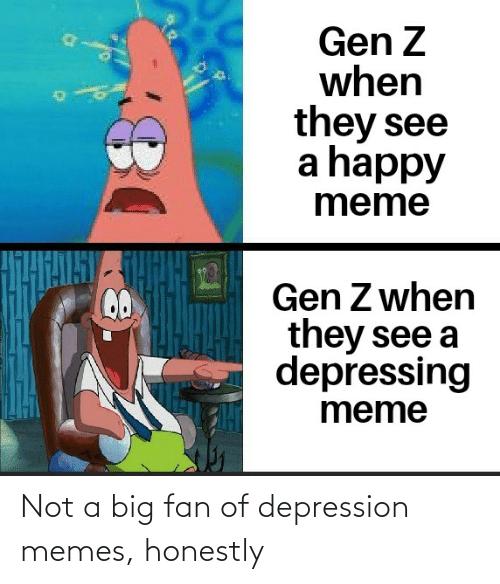 Gen Z
when
they see
a happy
meme
Gen Z when
they see a
depressing
meme
Not a big fan of depression
memes, honestly